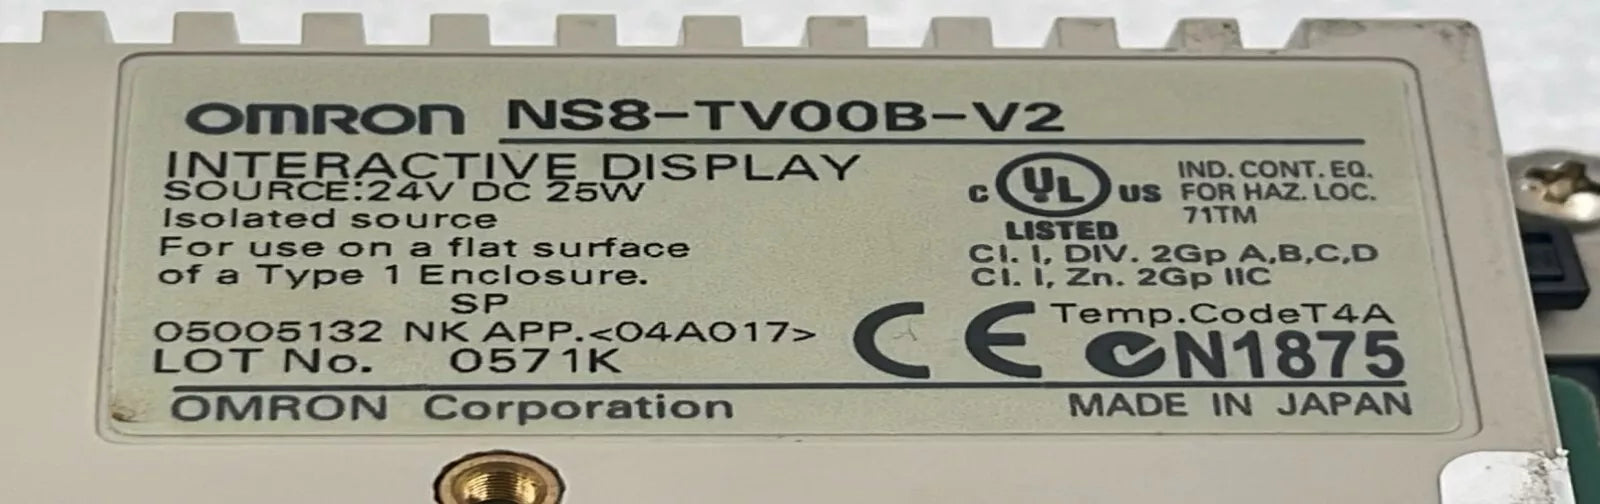 OMRON NS8-TV00B-V2
INTERACTIVE DISPLAY
SOURCE:24V DC 25W
Isolated source
For use on a flat surface
of a Type 1 Enclosure.
SP
05005132 NK APP.<04A017>
LOT No. 0571K
C UL US
LISTED
IND. CONT. EQ.
FOR HAZ. LOC.
71TM
Cl. I, DIV. 2Gp A,B,C,D
Cl. I, Zn. 2Gp IIC
Temp.CodeT4A
CE
N1875
OMRON Corporation
MADE IN JAPAN